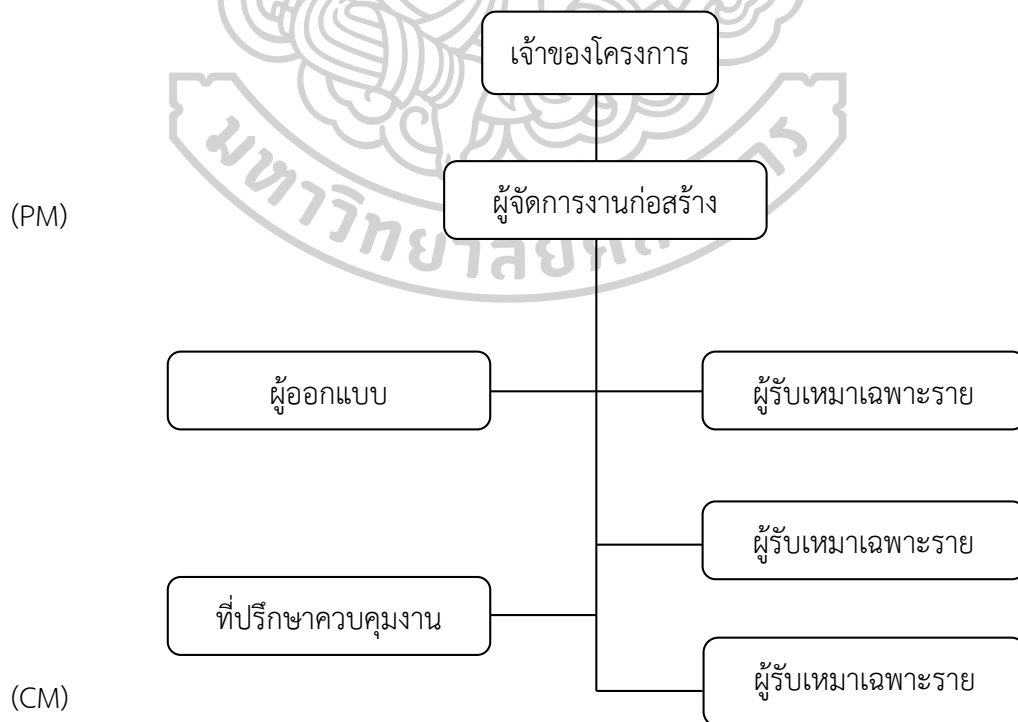 เจ้าของโครงการ
ผู้จัดการงานก่อสร้าง
(PM)
ผู้ออกแบบ
ผู้รับเหมาเฉพาะราย
ผู้รับเหมาเฉพาะราย
ที่ปรึกษาควบคุมงาน
ผู้รับเหมาเฉพาะราย
(CM)